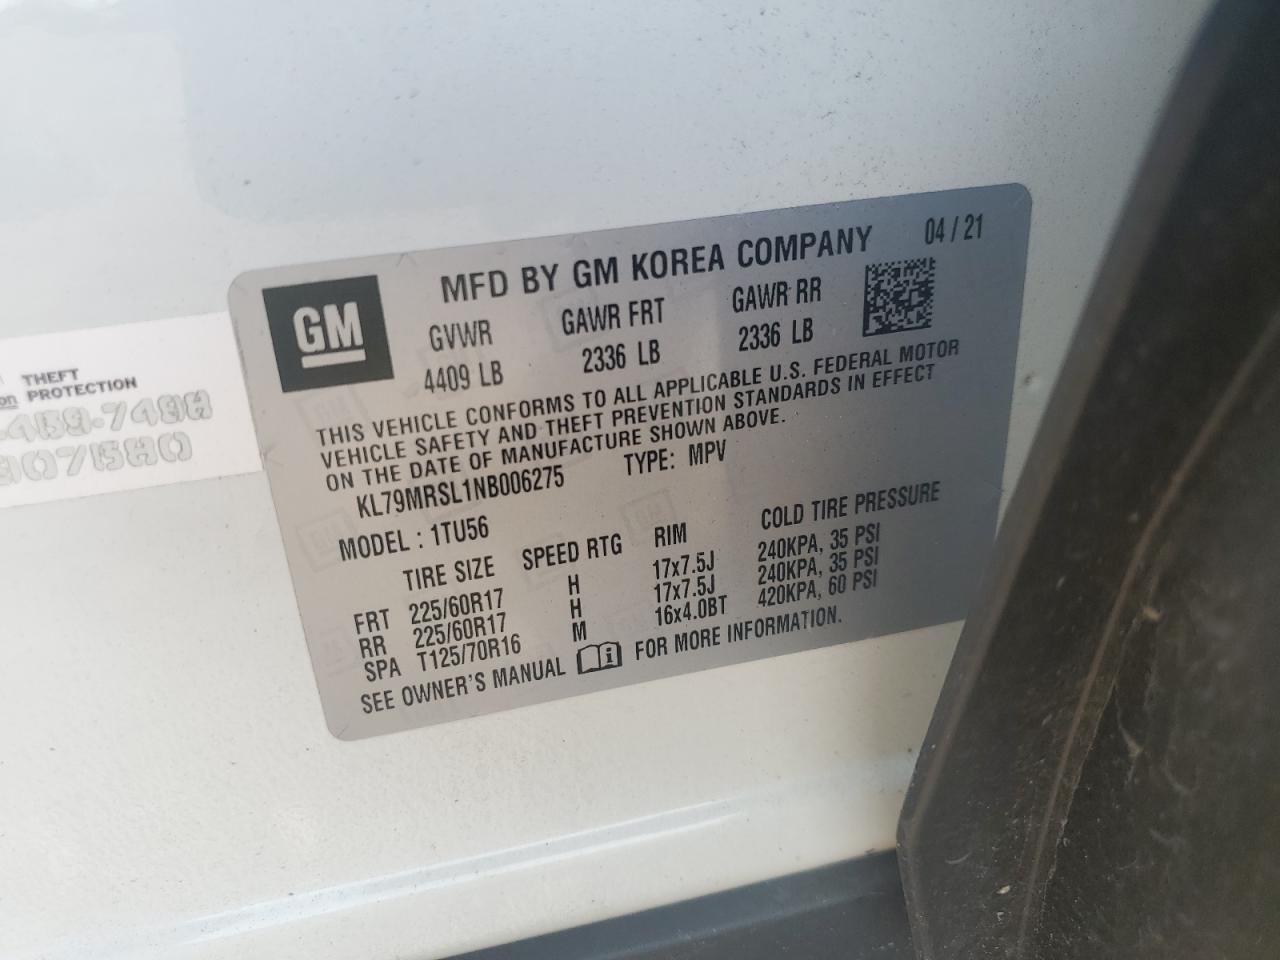 THEFT
PROTECTION
GM
MFD BY GM KOREA COMPANY 04 / 21
GVWR GAWR FRT GAWR RR
4409 LB 2336 LB 2336 LB
THIS VEHICLE CONFORMS TO ALL APPLICABLE U.S. FEDERAL MOTOR
VEHICLE SAFETY AND THEFT PREVENTION STANDARDS IN EFFECT
ON THE DATE OF MANUFACTURE SHOWN ABOVE.
KL79MRSL1NB006275 TYPE: MPV
MODEL : 1TU56
TIRE SIZE SPEED RTG RIM COLD TIRE PRESSURE
FRT 225/60R17 H 17x7.5J 240KPA, 35 PSI
RR 225/60R17 H 17x7.5J 240KPA, 35 PSI
SPA T125/70R16 M 16x4.0BT 420KPA, 60 PSI
SEE OWNER'S MANUAL FOR MORE INFORMATION.